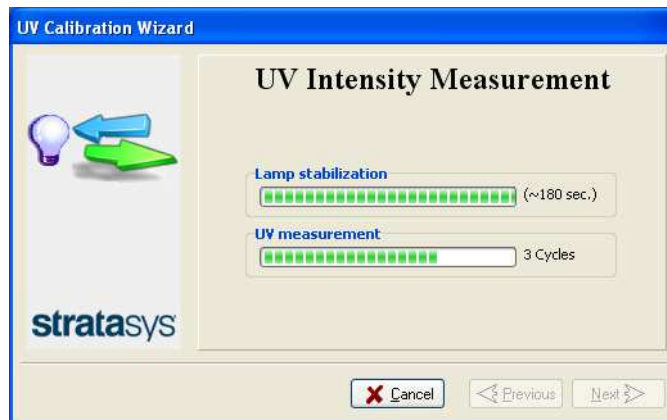 UV Calibration Wizard
UV Intensity Measurement
Lamp stabilization
(~180 sec.)
UV measurement
3 Cycles
stratasys
Cancel
Previous
Next